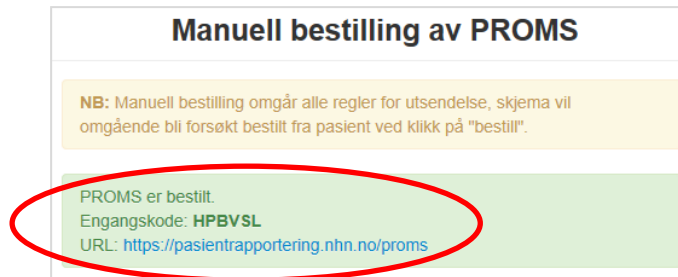 Manuell bestilling av PROMS
NB: Manuell bestilling omgår alle regler for utsendelse, skjema vil
omgående bli forsøkt bestilt fra pasient ved klikk på "bestill".
PROMS er bestilt.
Engangskode: HPBVSL
URL: https://pasientrapportering.nhn.no/proms